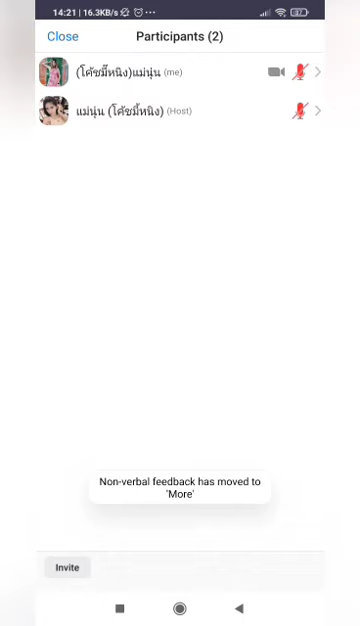 14:21 | 16.3KB/s ...
37
Close
Participants (2)
(โค้ชมี้หนิง)แม่นุ่น (me)
แม่นุ่น (โค้ชมี้หนิง) (Host)
Non-verbal feedback has moved to
'More'
Invite